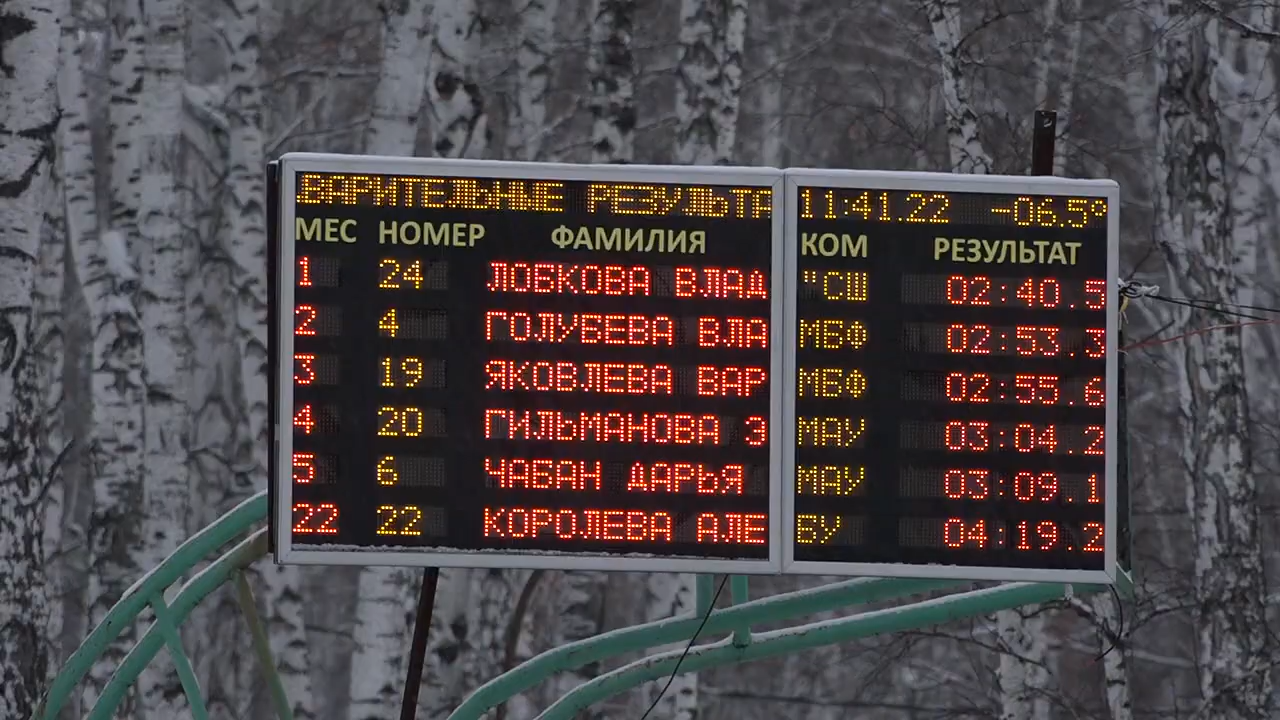 ВАРИТЕЛЬНЫЕ РЕЗУЛЬТА 11:41.22 -06.5°
МЕС НОМЕР ФАМИЛИЯ КОМ РЕЗУЛЬТАТ
1 24 ЛОБКОВА ВЛАД "СШ 02:40.5
2 4 ГОЛУБЕВА ВЛА МБФ 02:53.3
3 19 ЯКОВЛЕВА ВАР МБФ 02:55.6
4 20 ГИЛЬМАНОВА Э МАУ 03:04.2
5 6 ЧАБАН ДАРЬЯ МАУ 03:09.1
22 22 КОРОЛЕВА АЛЕ БУ 04:19.2